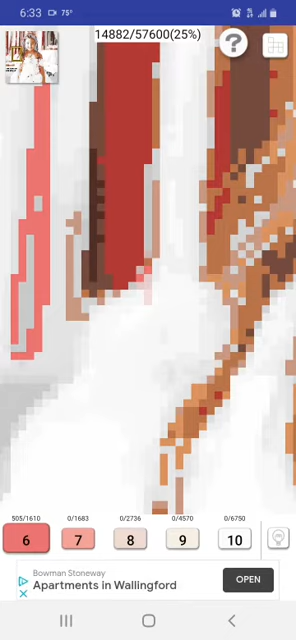 6:33 75°
14882/57600(25%)
?
505/1610 0/1683 0/2736 0/4570 0/6750
6 7 8 9 10
Bowman Stoneway
Apartments in Wallingford
OPEN